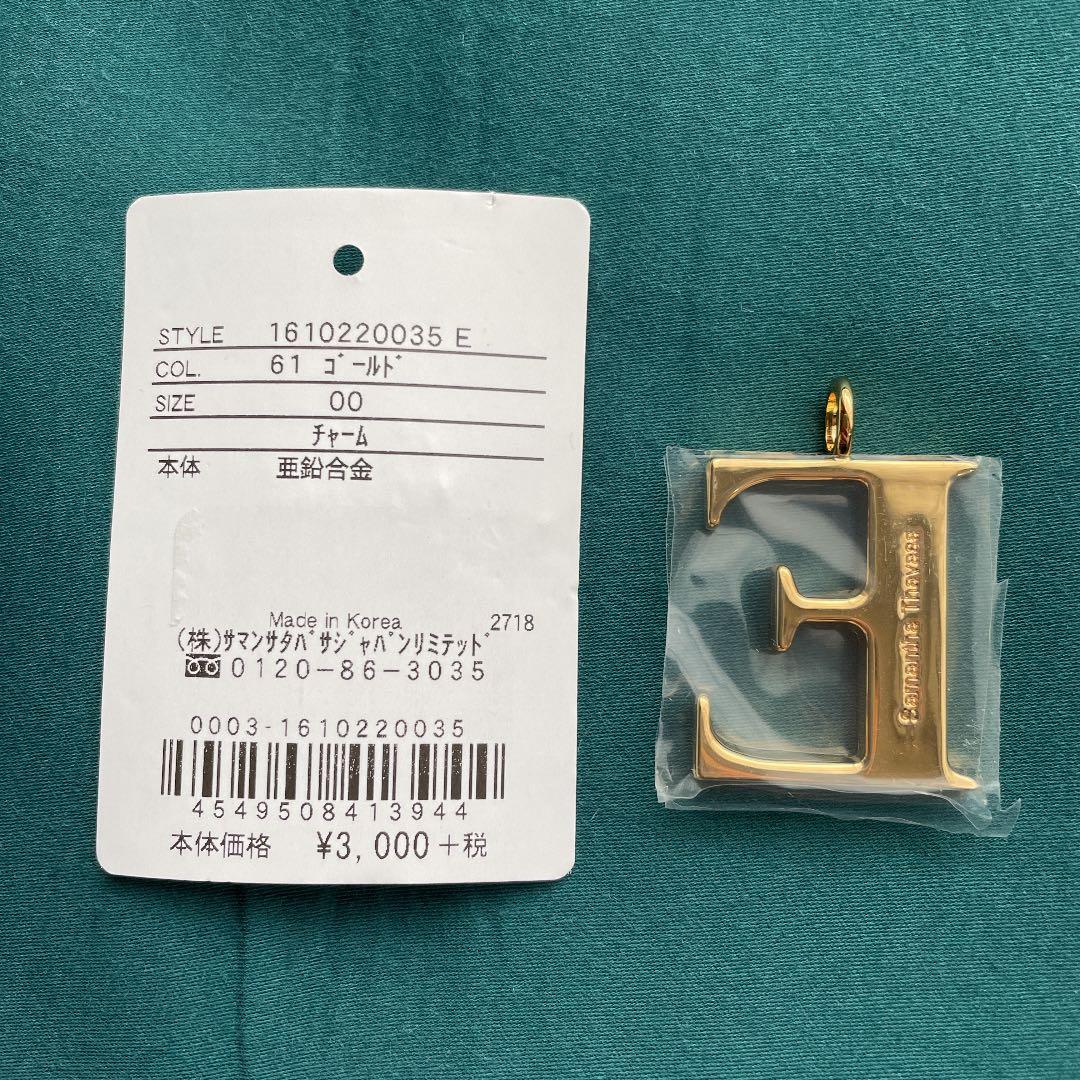 STYLE 1610220035 E
COL. 61 ｺﾞｰﾙﾄﾞ
SIZE 00
ﾁｬｰﾑ
本体 亜鉛合金
Made in Korea 2718
(株)ｻﾏﾝｻﾀﾊﾞｻｼﾞｬﾊﾟﾝﾘﾐﾃｯﾄﾞ
0120-86-3035
0003-1610220035
4549508413944
本体価格 ¥3,000+税
Samantha Thavasa